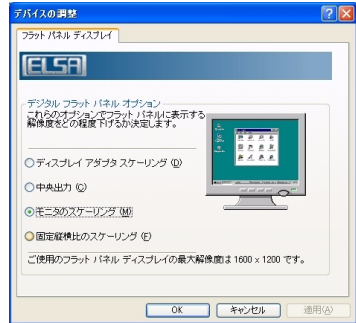 デバイスの調整
フラット パネル ディスプレイ
ELSA
デジタル フラット パネル オプション
これらのオプションでフラット パネルに表示する
解像度をどの程度下げるか決定します。
ディスプレイ アダプタ スケーリング (D)
中央出力 (C)
モニタのスケーリング (M)
固定縦横比のスケーリング (F)
ご使用のフラット パネル ディスプレイの最大解像度は 1600 x 1200 です。
OK
キャンセル
適用(A)